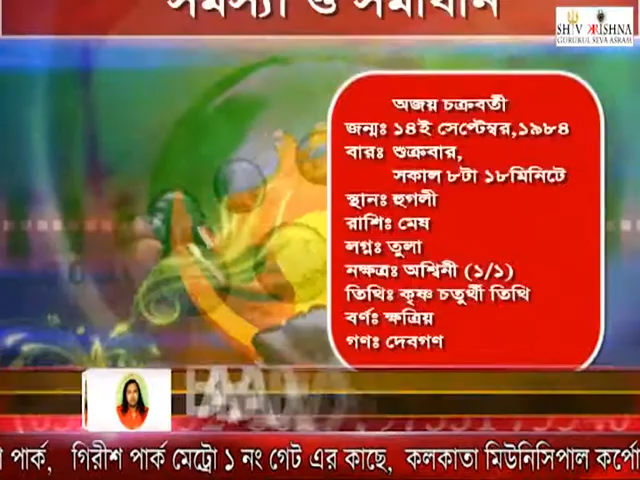 সমস্যা ও সমাধান
SHIV KRISHNA
GURUKUL SEVA ASRAM
অজয় চক্রবর্তী
জন্মঃ ১৪ই সেপ্টেম্বর,১৯৮৪
বারঃ শুক্রবার,
সকাল ৮টা ১৮মিনিটে
স্থানঃ হুগলী
রাশিঃ মেষ
লগ্নঃ তুলা
নক্ষত্রঃ অশ্বিনী (১/১)
তিথিঃ কৃষ্ণ চতুর্থী তিথি
বর্ণঃ ক্ষত্রিয়
গণঃ দেবগণ
পার্ক, গিরীশ পার্ক মেট্রো ১ নং গেট এর কাছে, কলকাতা মিউনিসিপাল কর্পো